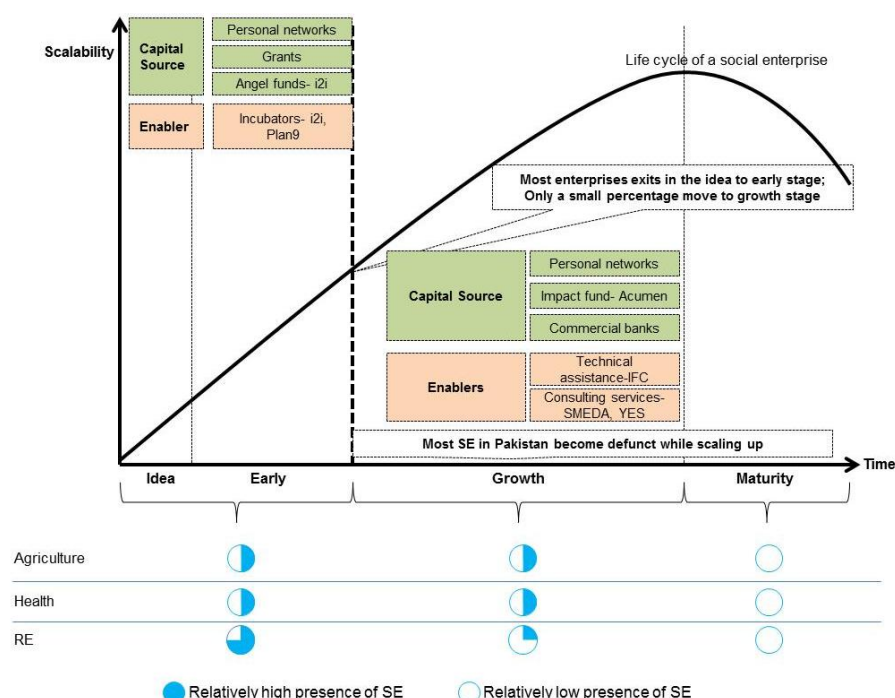 Scalability
Capital
Source
Personal networks
Grants
Angel funds- i2i
Enabler
Incubators- i2i,
Plan9
Life cycle of a social enterprise
Most enterprises exits in the idea to early stage;
Only a small percentage move to growth stage
Capital Source
Personal networks
Impact fund- Acumen
Commercial banks
Enablers
Technical
assistance-IFC
Consulting services-
SMEDA, YES
Most SE in Pakistan become defunct while scaling up
Time
Idea
Early
Growth
Maturity
Agriculture
Health
RE
Relatively high presence of SE
Relatively low presence of SE